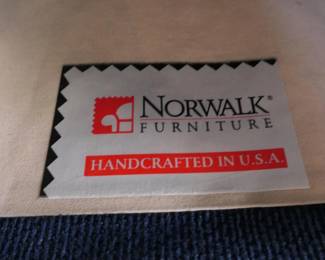 NORWALK®
FURNITURE
HANDCRAFTED IN U.S.A.